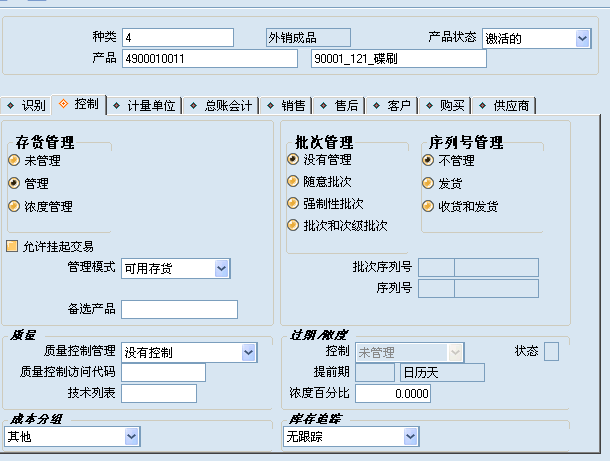 种类 4 外销成品 产品状态 激活的
产品 4900010011 90001_121_碟刷
识别 控制 计量单位 总账会计 销售 售后 客户 购买 供应商
存货管理
未管理
管理
浓度管理
允许挂起交易
管理模式 可用存货
备选产品
批次管理
没有管理
随意批次
强制性批次
批次和次级批次
序列号管理
不管理
发货
收货和发货
批次序列号
序列号
质量
质量控制管理 没有控制
质量控制访问代码
技术列表
过期/浓度
控制 未管理 状态
提前期 日历天
浓度百分比 0.0000
成本分组
其他
库存追踪
无跟踪